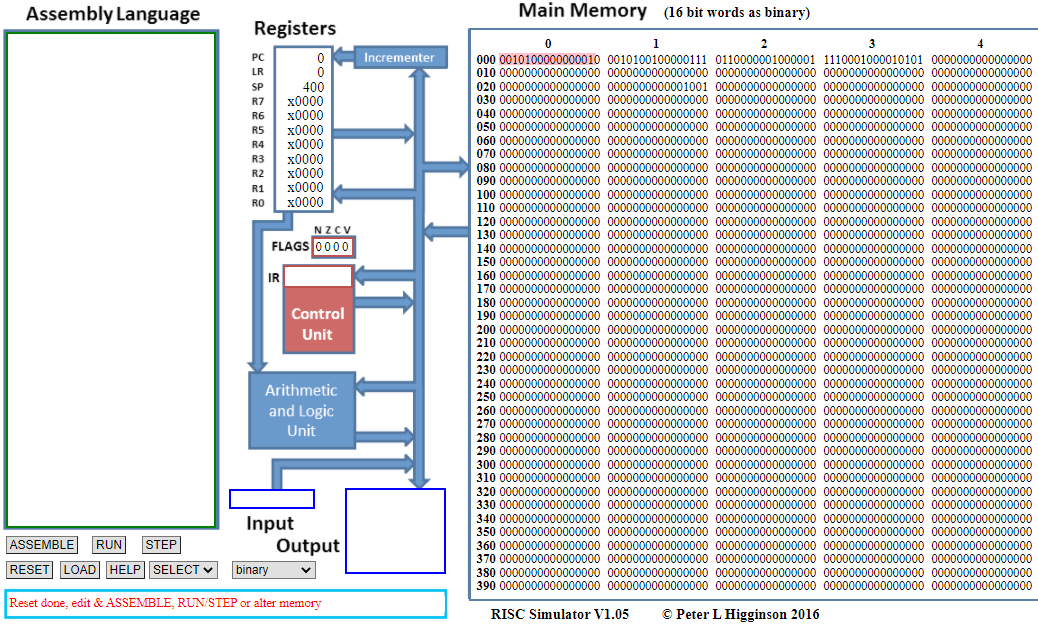 Assembly Language
Registers
PC 0
LR 0
SP 400
R7 x0000
R6 x0000
R5 x0000
R4 x0000
R3 x0000
R2 x0000
R1 x0000
R0 x0000
Incrementer
N Z C V
FLAGS 0 0 0 0
IR
Control
Unit
Arithmetic
and Logic
Unit
Input
Output
ASSEMBLE RUN STEP
RESET LOAD HELP SELECT binary
Reset done, edit & ASSEMBLE, RUN/STEP or alter memory
Main Memory (16 bit words as binary)
0 1 2 3 4
000 0010100000000010 0010100100000111 0110000001000001 1110001000010101 0000000000000000
010 0000000000000000 0000000000000000 0000000000000000 0000000000000000 0000000000000000
020 0000000000000000 0000000000001001 0000000000000000 0000000000000000 0000000000000000
030 0000000000000000 0000000000000000 0000000000000000 0000000000000000 0000000000000000
040 0000000000000000 0000000000000000 0000000000000000 0000000000000000 0000000000000000
050 0000000000000000 0000000000000000 0000000000000000 0000000000000000 0000000000000000
060 0000000000000000 0000000000000000 0000000000000000 0000000000000000 0000000000000000
070 0000000000000000 0000000000000000 0000000000000000 0000000000000000 0000000000000000
080 0000000000000000 0000000000000000 0000000000000000 0000000000000000 0000000000000000
090 0000000000000000 0000000000000000 0000000000000000 0000000000000000 0000000000000000
100 0000000000000000 0000000000000000 0000000000000000 0000000000000000 0000000000000000
110 0000000000000000 0000000000000000 0000000000000000 0000000000000000 0000000000000000
120 0000000000000000 0000000000000000 0000000000000000 0000000000000000 0000000000000000
130 0000000000000000 0000000000000000 0000000000000000 0000000000000000 0000000000000000
140 0000000000000000 0000000000000000 0000000000000000 0000000000000000 0000000000000000
150 0000000000000000 0000000000000000 0000000000000000 0000000000000000 0000000000000000
160 0000000000000000 0000000000000000 0000000000000000 0000000000000000 0000000000000000
170 0000000000000000 0000000000000000 0000000000000000 0000000000000000 0000000000000000
180 0000000000000000 0000000000000000 0000000000000000 0000000000000000 0000000000000000
190 0000000000000000 0000000000000000 0000000000000000 0000000000000000 0000000000000000
200 0000000000000000 0000000000000000 0000000000000000 0000000000000000 0000000000000000
210 0000000000000000 0000000000000000 0000000000000000 0000000000000000 0000000000000000
220 0000000000000000 0000000000000000 0000000000000000 0000000000000000 0000000000000000
230 0000000000000000 0000000000000000 0000000000000000 0000000000000000 0000000000000000
240 0000000000000000 0000000000000000 0000000000000000 0000000000000000 0000000000000000
250 0000000000000000 0000000000000000 0000000000000000 0000000000000000 0000000000000000
260 0000000000000000 0000000000000000 0000000000000000 0000000000000000 0000000000000000
270 0000000000000000 0000000000000000 0000000000000000 0000000000000000 0000000000000000
280 0000000000000000 0000000000000000 0000000000000000 0000000000000000 0000000000000000
290 0000000000000000 0000000000000000 0000000000000000 0000000000000000 0000000000000000
300 0000000000000000 0000000000000000 0000000000000000 0000000000000000 0000000000000000
310 0000000000000000 0000000000000000 0000000000000000 0000000000000000 0000000000000000
320 0000000000000000 0000000000000000 0000000000000000 0000000000000000 0000000000000000
330 0000000000000000 0000000000000000 0000000000000000 0000000000000000 0000000000000000
340 0000000000000000 0000000000000000 0000000000000000 0000000000000000 0000000000000000
350 0000000000000000 0000000000000000 0000000000000000 0000000000000000 0000000000000000
360 0000000000000000 0000000000000000 0000000000000000 0000000000000000 0000000000000000
370 0000000000000000 0000000000000000 0000000000000000 0000000000000000 0000000000000000
380 0000000000000000 0000000000000000 0000000000000000 0000000000000000 0000000000000000
390 0000000000000000 0000000000000000 0000000000000000 0000000000000000 0000000000000000
RISC Simulator V1.05 © Peter L Higginson 2016